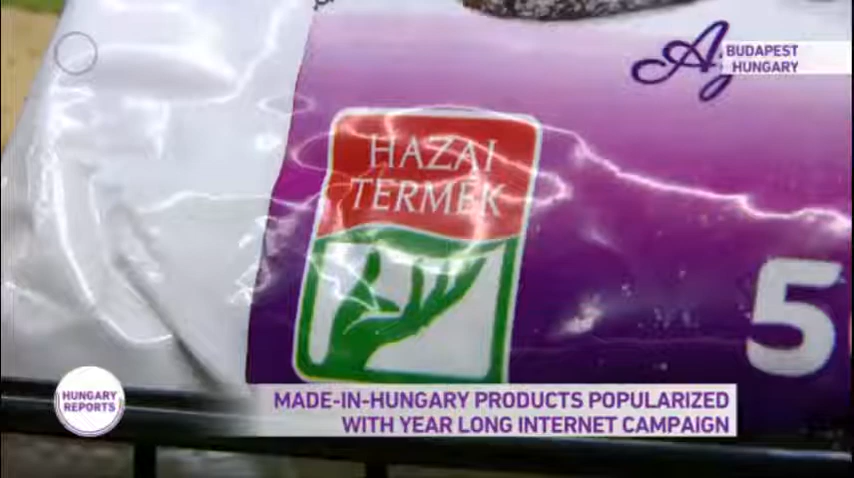 BUDAPEST
HUNGARY
HAZAI
TERMÉK
5
HUNGARY
REPORTS
MADE-IN-HUNGARY PRODUCTS POPULARIZED
WITH YEAR LONG INTERNET CAMPAIGN